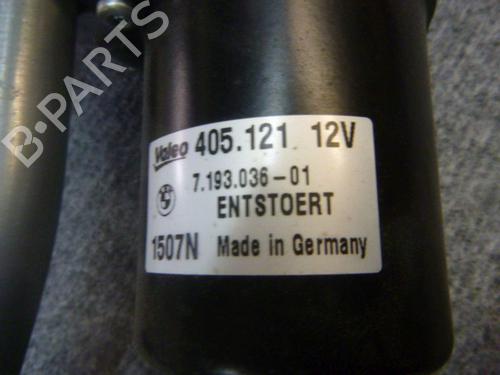 B-PARTS
Valeo 405.121 12V
7.193.036-01
ENTSTOERT
1507N Made in Germany